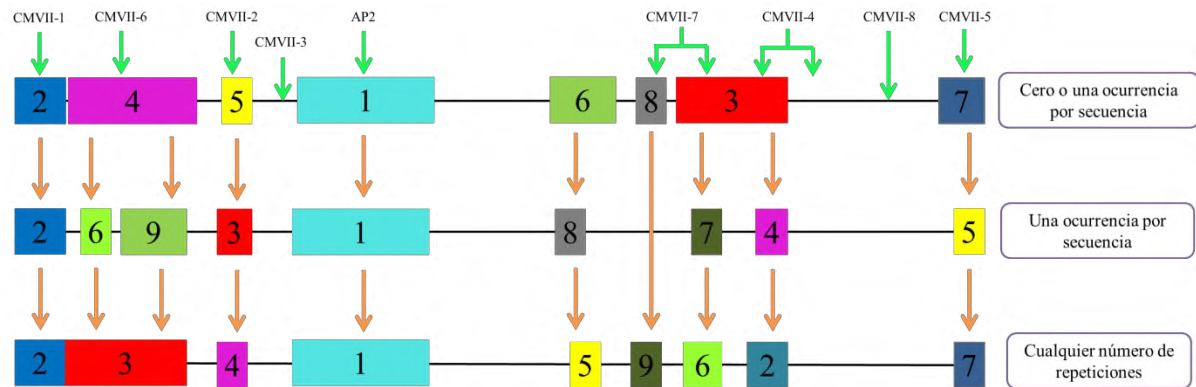 CMVII-1
CMVII-6
CMVII-2
CMVII-3
AP2
CMVII-7
CMVII-4
CMVII-8
CMVII-5
2
4
5
1
6
8
3
7
Cero o una ocurrencia
por secuencia
2
6
9
3
1
8
7
4
5
Una ocurrencia por
secuencia
2
3
4
1
5
9
6
2
7
Cualquier número de
repeticiones